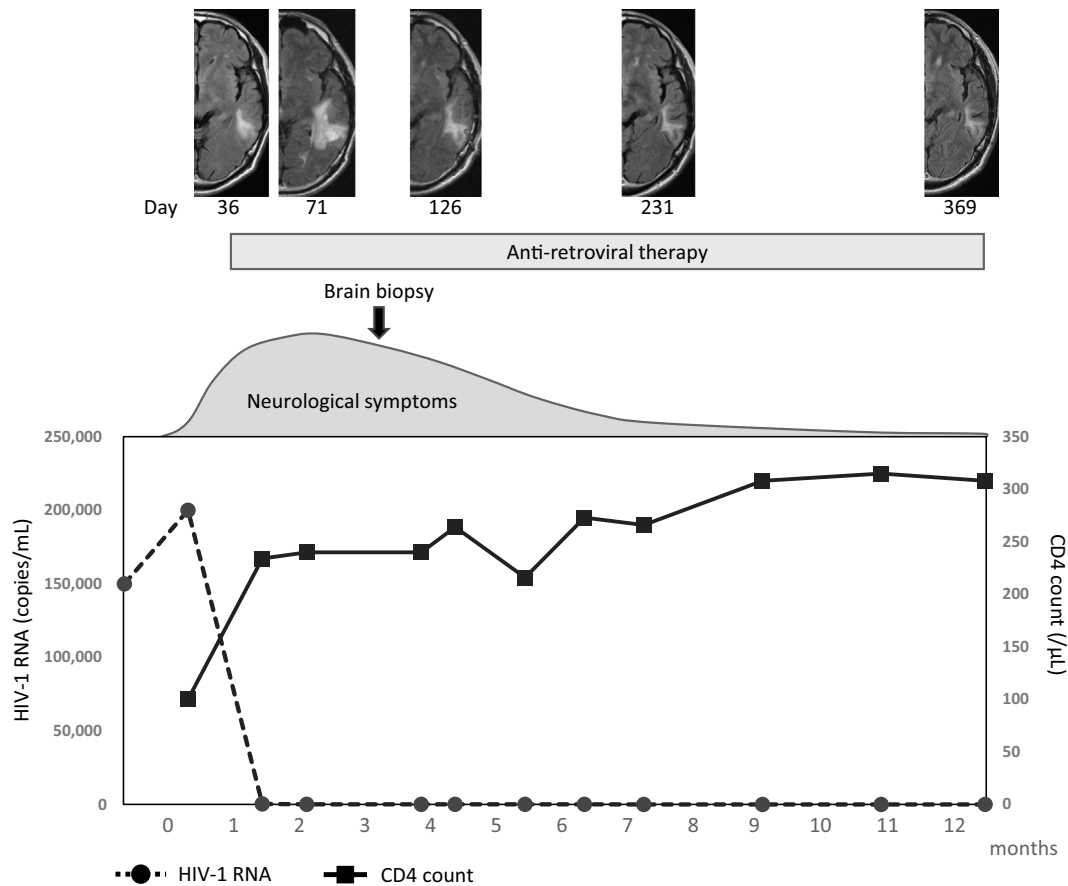 Day 36 71 126 231 369
Anti-retroviral therapy
Brain biopsy
Neurological symptoms
250,000
200,000
150,000
100,000
50,000
0
HIV-1 RNA (copies/mL)
350
300
250
200
150
100
50
0
CD4 count (/μL)
0 1 2 3 4 5 6 7 8 9 10 11 12
months
HIV-1 RNA CD4 count